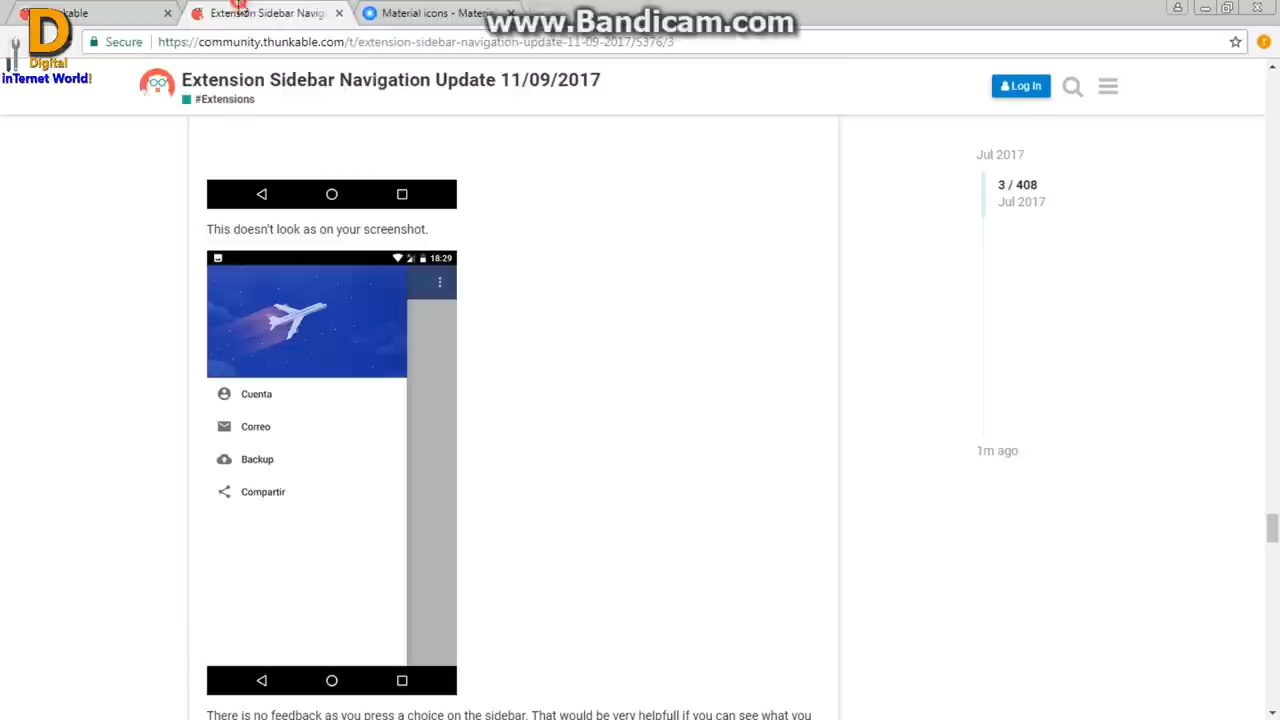 www.Bandicam.com
Extension Sidebar Navig
Material icons - Materi
D
Digital
inTernet World!
Secure
https://community.thunkable.com/t/extension-sidebar-navigation-update-11-09-2017/5376/3
Extension Sidebar Navigation Update 11/09/2017
#Extensions
Log In
Jul 2017
3 / 408
Jul 2017
1m ago
This doesn't look as on your screenshot.
18:29
Cuenta
Correo
Backup
Compartir
There is no feedback as you press a choice on the sidebar. That would be very helpfull if you can see what you